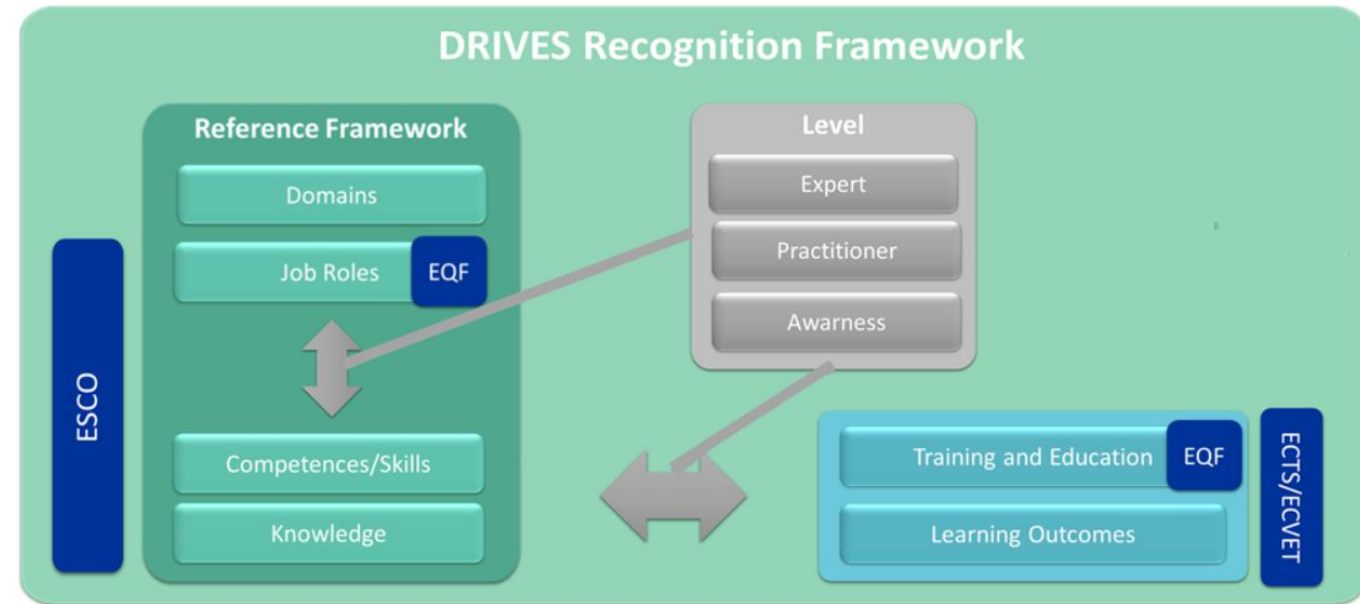 DRIVES Recognition Framework
Reference Framework
Domains
Job Roles
EQF
Competences/Skills
Knowledge
ESCO
Level
Expert
Practitioner
Awarness
Training and Education
EQF
Learning Outcomes
ECTS/ECVET